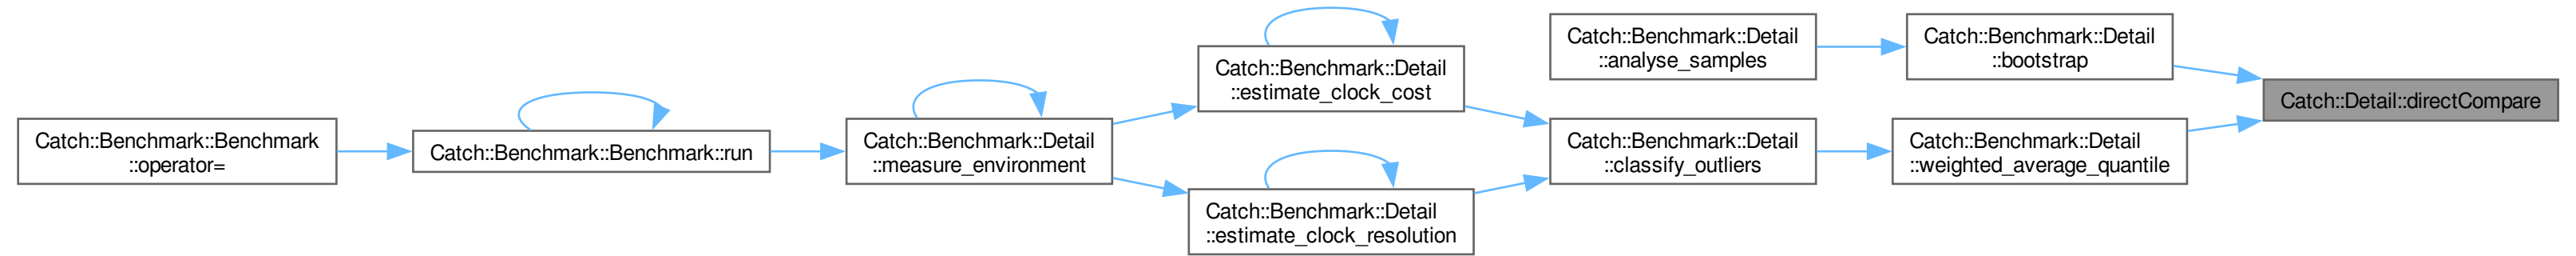 Catch::Benchmark::Benchmark
::operator=
Catch::Benchmark::Benchmark::run
Catch::Benchmark::Detail
::measure_environment
Catch::Benchmark::Detail
::estimate_clock_cost
Catch::Benchmark::Detail
::estimate_clock_resolution
Catch::Benchmark::Detail
::analyse_samples
Catch::Benchmark::Detail
::classify_outliers
Catch::Benchmark::Detail
::bootstrap
Catch::Benchmark::Detail
::weighted_average_quantile
Catch::Detail::directCompare